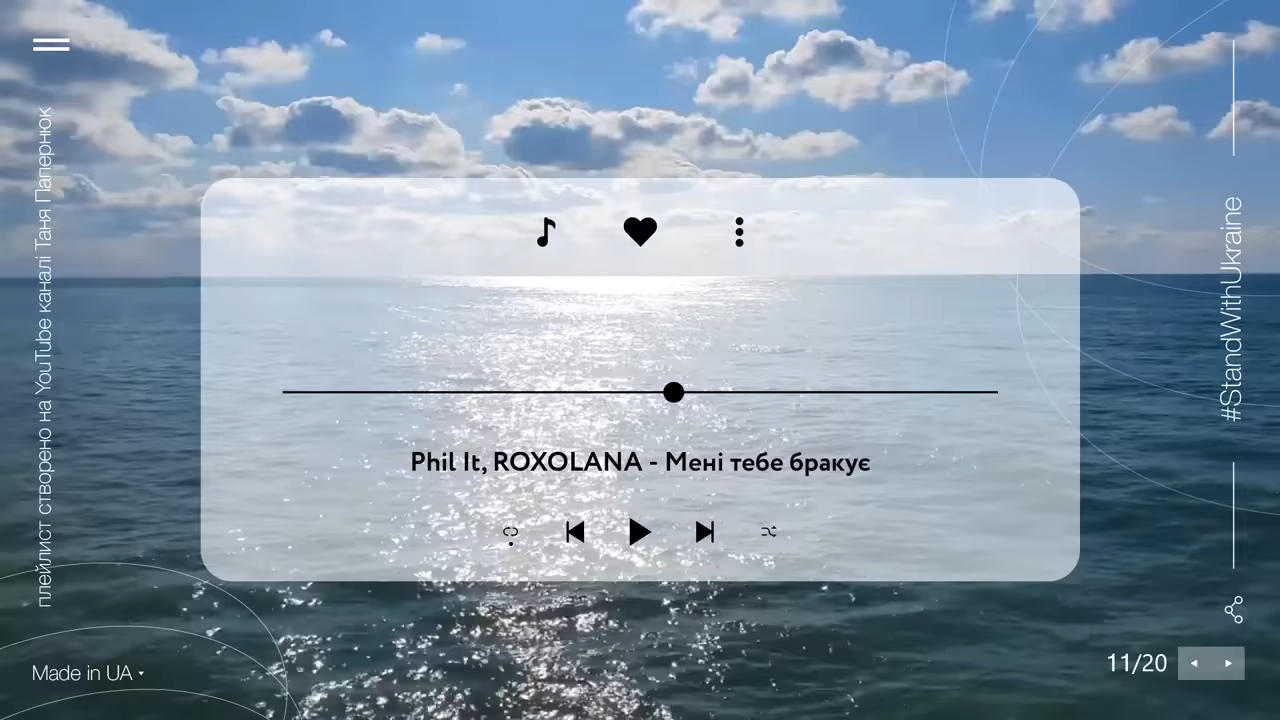 плейлист створено на YouTube каналі Таня Папернюк
#StandWithUkraine
Phil It, ROXOLANA - Мені тебе бракує
Made in UA
11/20